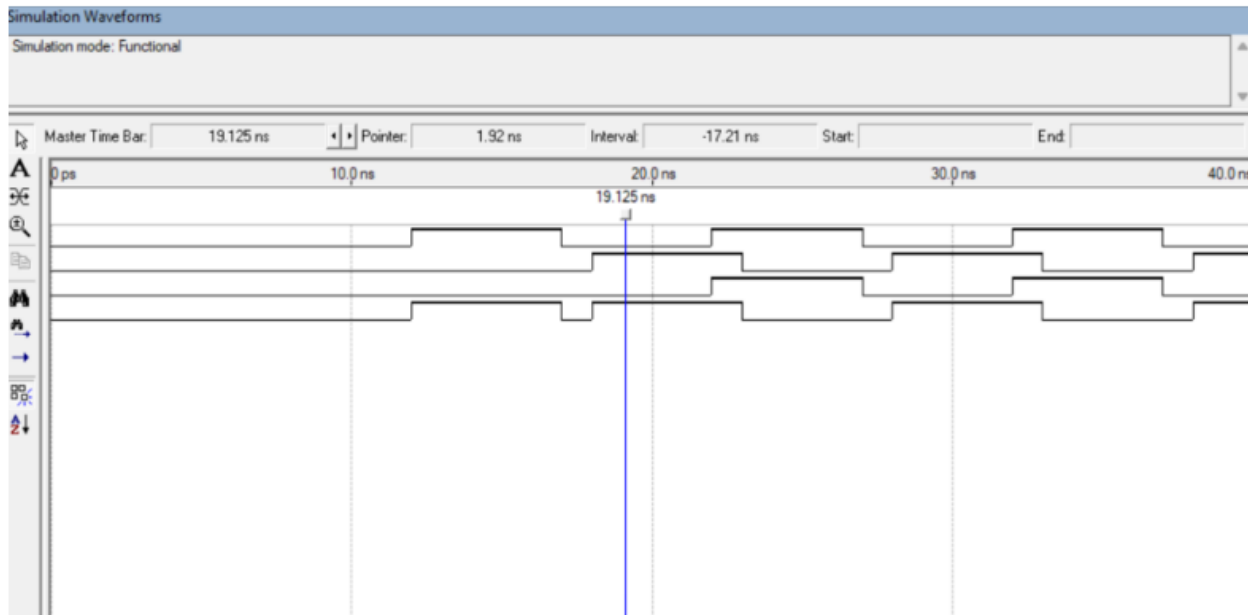 Simulation Waveforms
Simulation mode: Functional
Master Time Bar: 19.125 ns Pointer: 1.92 ns Interval: -17.21 ns Start: End:
0 ps 10.0 ns 20.0 ns 30.0 ns 40.0 ns
19.125 ns